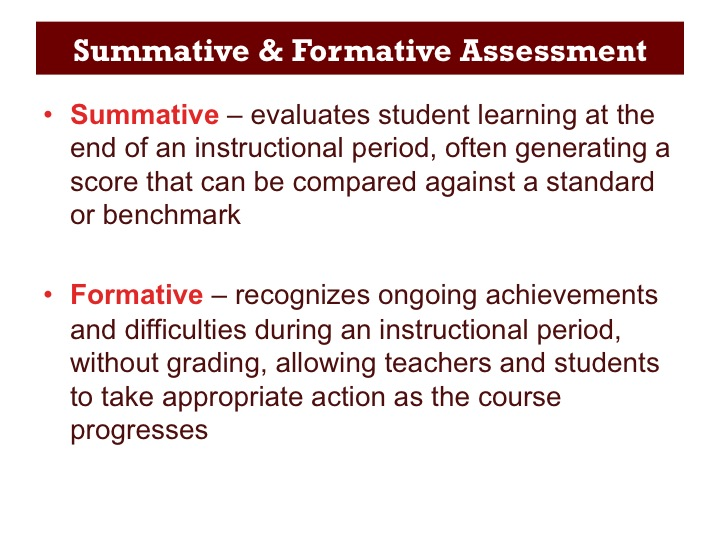 Summative & Formative Assessment
• Summative – evaluates student learning at the
end of an instructional period, often generating a
score that can be compared against a standard
or benchmark
• Formative – recognizes ongoing achievements
and difficulties during an instructional period,
without grading, allowing teachers and students
to take appropriate action as the course
progresses